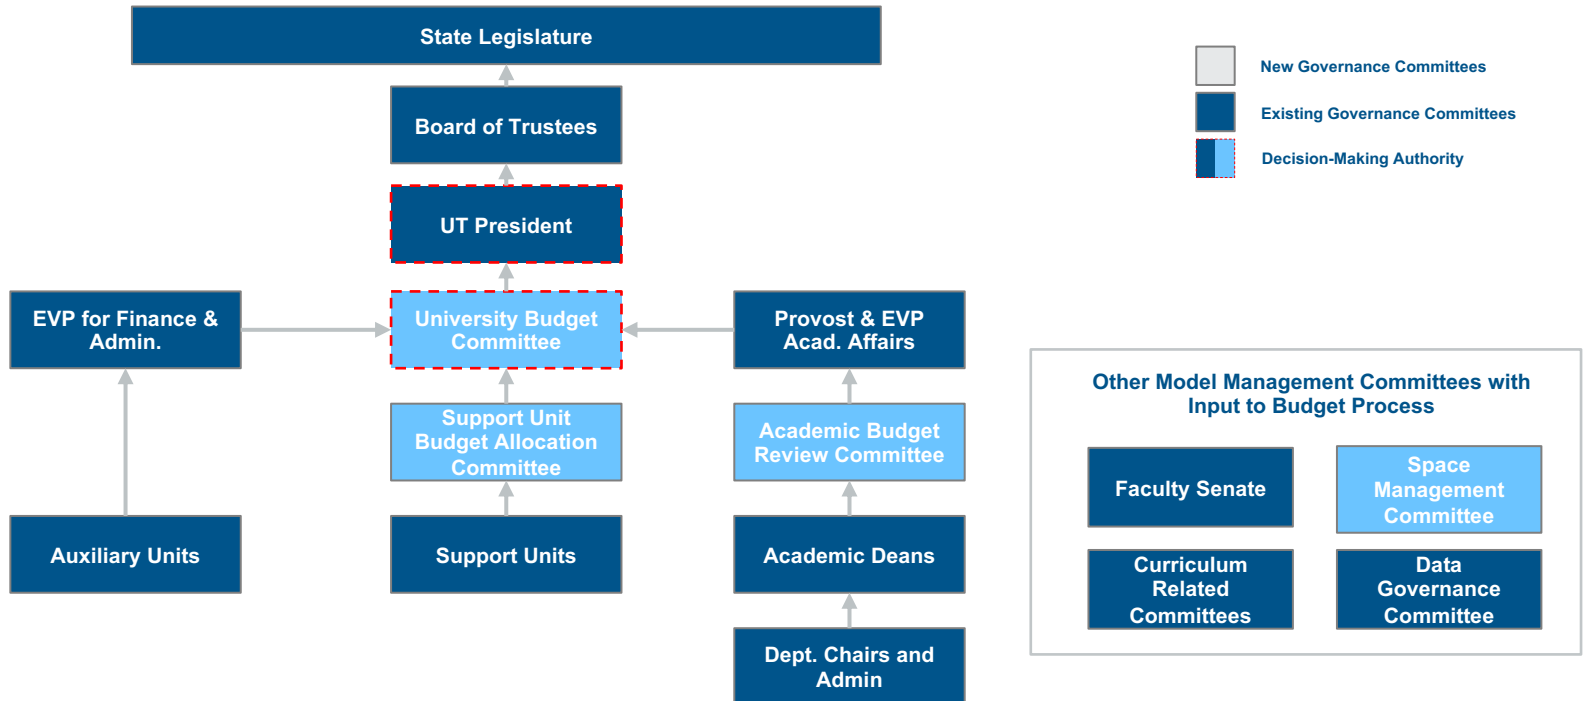 State Legislature
New Governance Committees
Board of Trustees
Existing Governance Committees
Decision-Making Authority
UT President
EVP for Finance &
Admin.
University Budget
Committee
Provost & EVP
Acad. Affairs
Other Model Management Committees with
Input to Budget Process
Support Unit
Budget Allocation
Committee
Academic Budget
Review Committee
Faculty Senate
Space
Management
Committee
Auxiliary Units
Support Units
Academic Deans
Curriculum
Related
Committees
Data
Governance
Committee
Dept. Chairs and
Admin